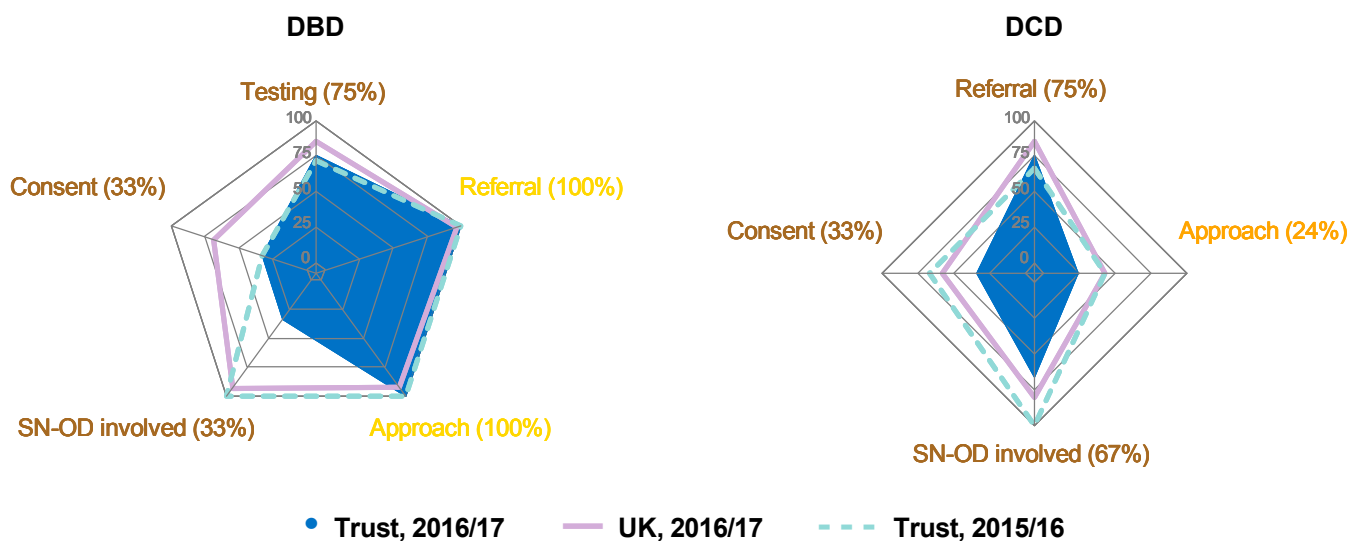 DBD
Testing (75%)
100
75
50
25
0
Consent (33%)
Referral (100%)
SN-OD involved (33%)
Approach (100%)
DCD
Referral (75%)
100
75
50
25
0
Consent (33%)
Approach (24%)
SN-OD involved (67%)
Trust, 2016/17
UK, 2016/17
Trust, 2015/16